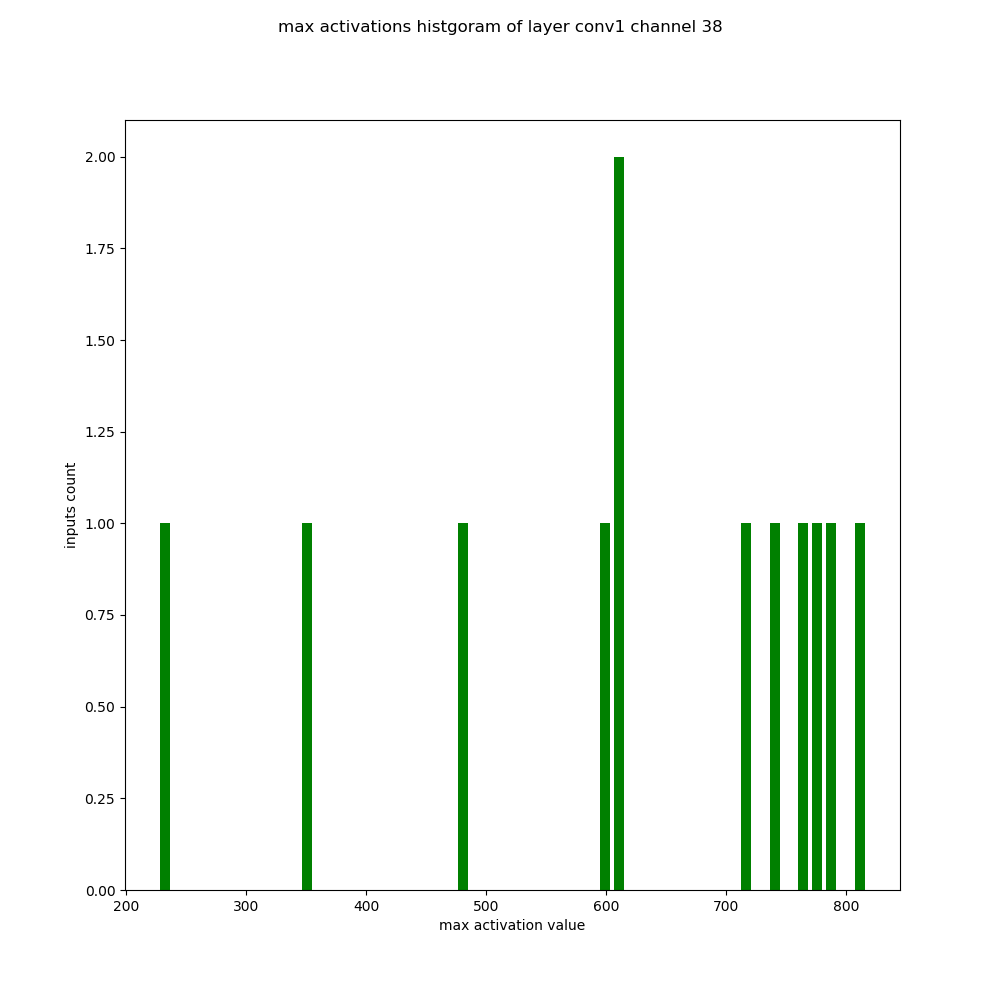 max activations histgoram of layer conv1 channel 38
2.00
1.75
1.50
1.25
1.00
0.75
0.50
0.25
0.00
inputs count
200 300 400 500 600 700 800
max activation value